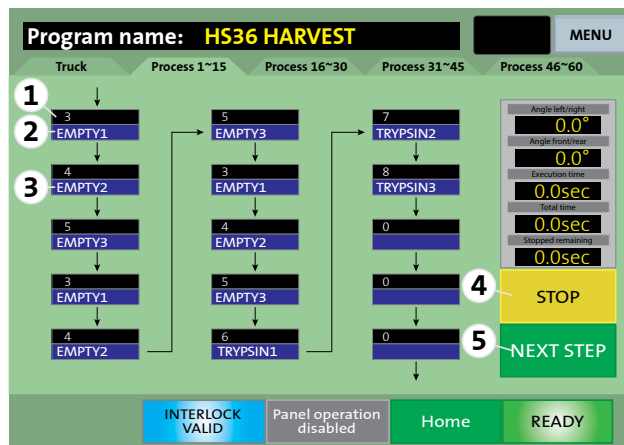 Program name: HS36 HARVEST
MENU
Truck
Process 1~15
Process 16~30
Process 31~45
Process 46~60
1
3
2
EMPTY1
4
3
EMPTY2
5
EMPTY3
3
EMPTY1
4
EMPTY2
5
EMPTY3
3
EMPTY1
4
EMPTY2
5
EMPTY3
6
TRYPSIN1
7
TRYPSIN2
8
TRYPSIN3
0
0
0
Angle left/right
0.0°
Angle front/rear
0.0°
Execution time
0.0sec
Total time
0.0sec
Stopped remaining
0.0sec
4
STOP
5
NEXT STEP
INTERLOCK
VALID
Panel operation
disabled
Home
READY